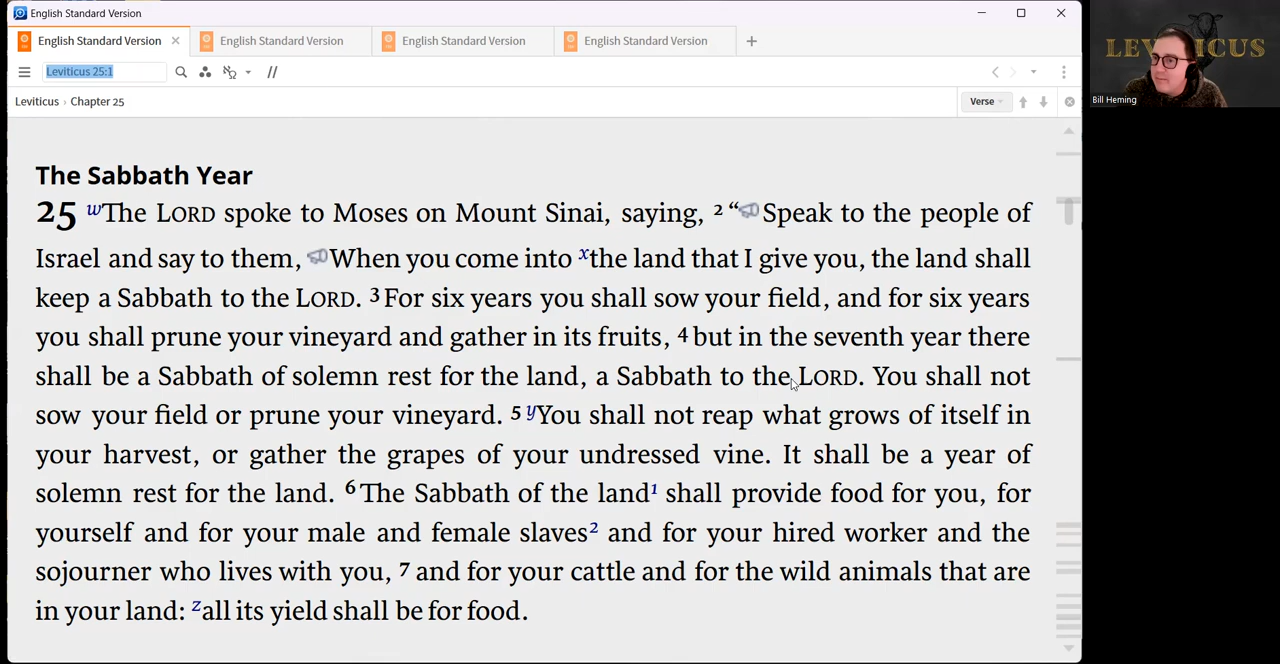 English Standard Version
English Standard Version English Standard Version English Standard Version English Standard Version
Leviticus 25:1
Leviticus › Chapter 25 Verse
The Sabbath Year
25 wThe LORD spoke to Moses on Mount Sinai, saying, 2 “Speak to the people of
Israel and say to them, When you come into xthe land that I give you, the land shall
keep a Sabbath to the LORD. 3 For six years you shall sow your field, and for six years
you shall prune your vineyard and gather in its fruits, 4 but in the seventh year there
shall be a Sabbath of solemn rest for the land, a Sabbath to the LORD. You shall not
sow your field or prune your vineyard. 5 yYou shall not reap what grows of itself in
your harvest, or gather the grapes of your undressed vine. It shall be a year of
solemn rest for the land. 6 The Sabbath of the land1 shall provide food for you, for
yourself and for your male and female slaves2 and for your hired worker and the
sojourner who lives with you, 7 and for your cattle and for the wild animals that are
in your land: zall its yield shall be for food.
LEVITICUS
Bill Heming